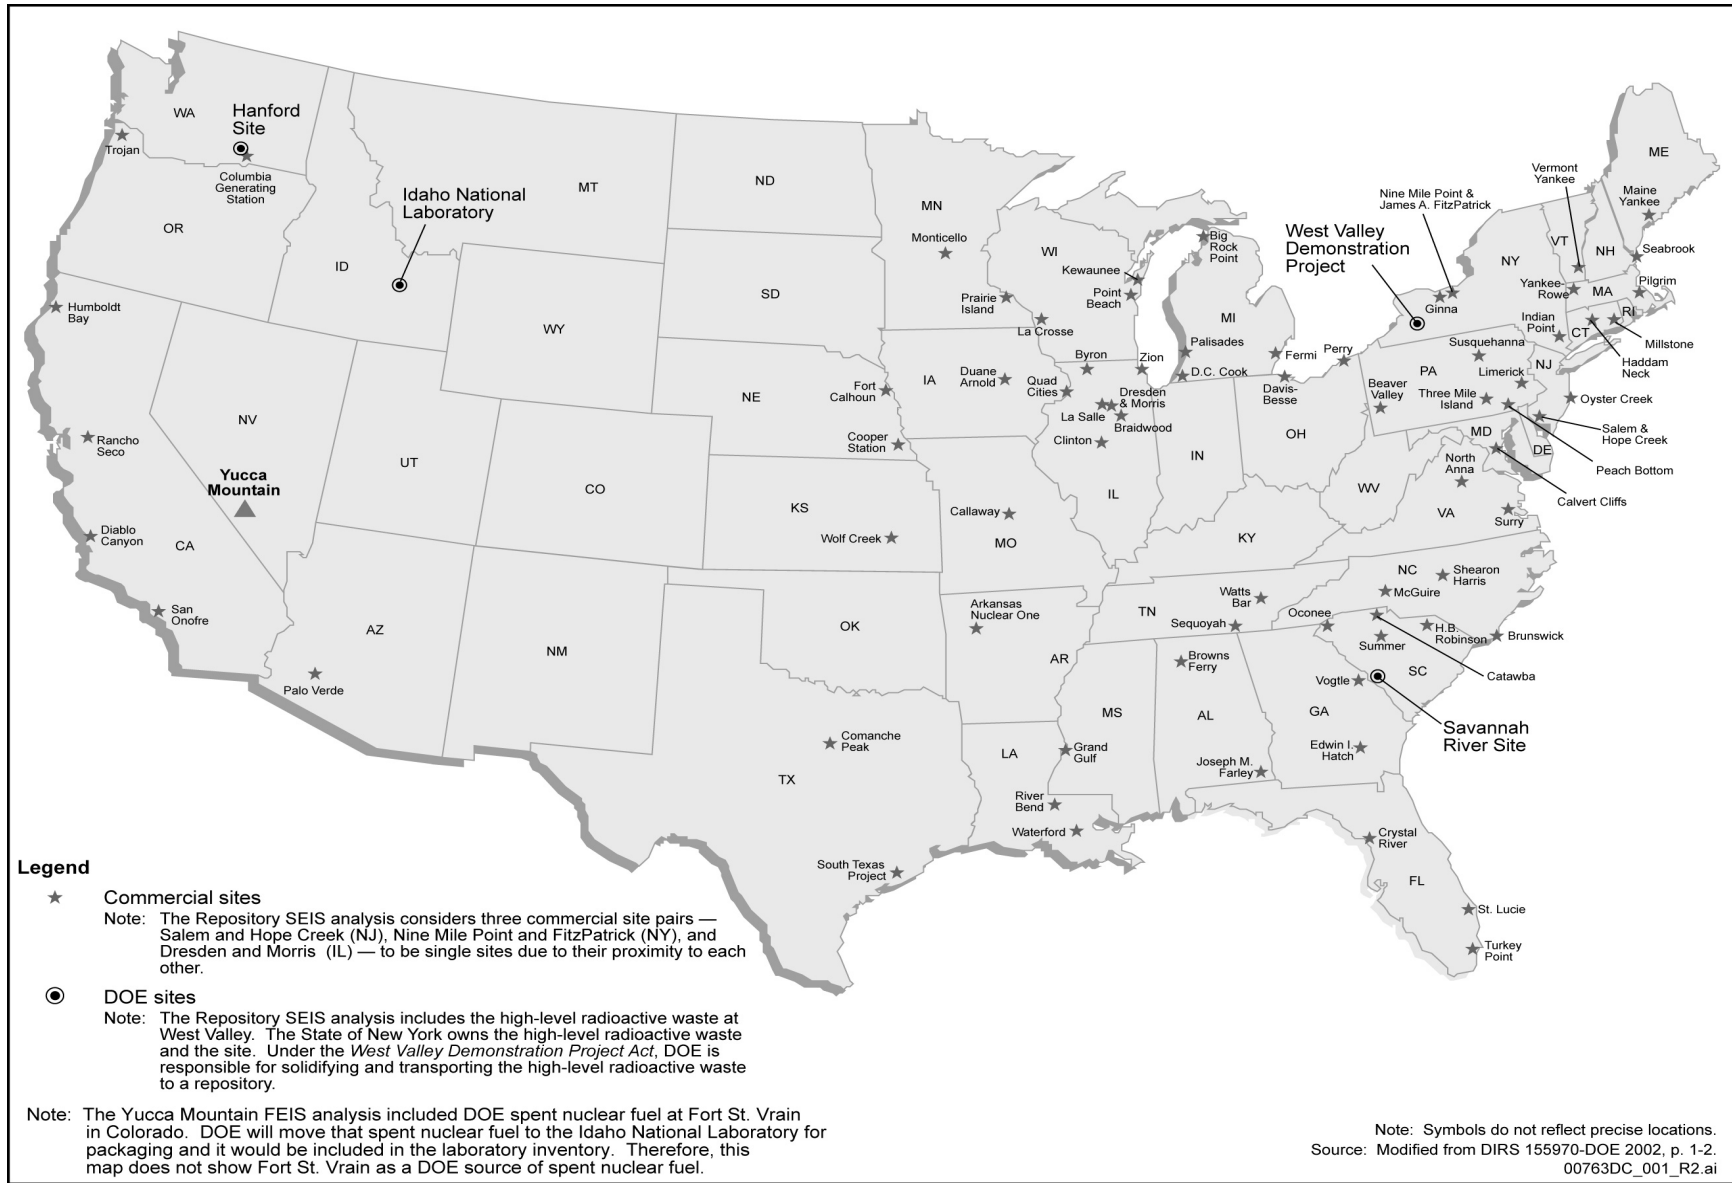 WA
Hanford
Site
Trojan
Columbia
Generating
Station
OR
Idaho National
Laboratory
ID
MT
ND
MN
Monticello
WI
Kewaunee
Point
Beach
Prairie
Island
La Crosse
Big
Rock
Point
MI
Palisades
D.C. Cook
Fermi
Perry
Davis-
Besse
West Valley
Demonstration
Project
Nine Mile Point &
James A. FitzPatrick
Ginna
Vermont
Yankee
ME
Maine
Yankee
VT
NH
Seabrook
NY
Yankee-
Rowe
MA
Pilgrim
RI
CT
Indian
Point
Millstone
Haddam
Neck
Susquehanna
NJ
PA
Limerick
Beaver
Valley
Three Mile
Island
Oyster Creek
Salem &
Hope Creek
MD
DE
Peach Bottom
Calvert Cliffs
North
Anna
WV
VA
Surry
Humboldt
Bay
Rancho
Seco
NV
Yucca
Mountain
Diablo
Canyon
CA
San
Onofre
UT
AZ
Palo Verde
WY
SD
NE
Fort
Calhoun
Cooper
Station
CO
KS
Wolf Creek
NM
OK
IA
Duane
Arnold
Quad
Cities
Byron
Zion
Dresden
& Morris
La Salle
Braidwood
Clinton
IL
IN
OH
Callaway
MO
KY
Arkansas
Nuclear One
AR
TN
Watts
Bar
Sequoyah
NC
Shearon
Harris
McGuire
Oconee
H.B.
Robinson
Brunswick
Summer
SC
Catawba
Browns
Ferry
Vogtle
Savannah
River Site
MS
AL
GA
Edwin I.
Hatch
Joseph M.
Farley
LA
Grand
Gulf
River
Bend
Waterford
TX
Comanche
Peak
South Texas
Project
Crystal
River
FL
St. Lucie
Turkey
Point
Legend
Commercial sites
Note: The Repository SEIS analysis considers three commercial site pairs —
Salem and Hope Creek (NJ), Nine Mile Point and FitzPatrick (NY), and
Dresden and Morris (IL) — to be single sites due to their proximity to each
other.
DOE sites
Note: The Repository SEIS analysis includes the high-level radioactive waste at
West Valley. The State of New York owns the high-level radioactive waste
and the site. Under the West Valley Demonstration Project Act, DOE is
responsible for solidifying and transporting the high-level radioactive waste
to a repository.
Note: The Yucca Mountain FEIS analysis included DOE spent nuclear fuel at Fort St. Vrain
in Colorado. DOE will move that spent nuclear fuel to the Idaho National Laboratory for
packaging and it would be included in the laboratory inventory. Therefore, this
map does not show Fort St. Vrain as a DOE source of spent nuclear fuel.
Note: Symbols do not reflect precise locations.
Source: Modified from DIRS 155970-DOE 2002, p. 1-2.
00763DC_001_R2.ai